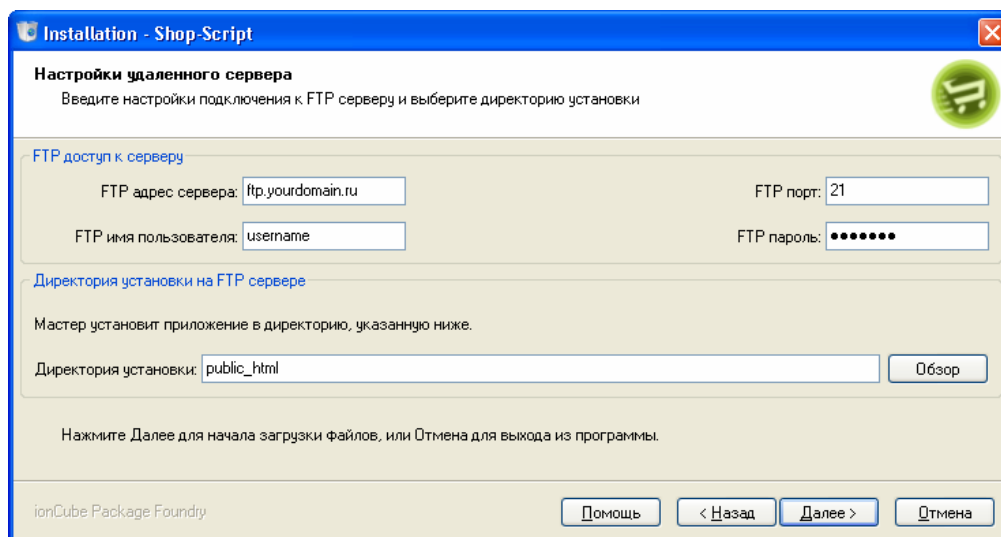 Installation - Shop-Script
Настройки удаленного сервера
Введите настройки подключения к FTP серверу и выберите директорию установки
FTP доступ к серверу
FTP адрес сервера: ftp.yourdomain.ru FTP порт: 21
FTP имя пользователя: username FTP пароль: •••••••
Директория установки на FTP сервере
Мастер установит приложение в директорию, указанную ниже.
Директория установки: public_html Обзор
Нажмите Далее для начала загрузки файлов, или Отмена для выхода из программы.
ionCube Package Foundry Помощь < Назад Далее > Отмена